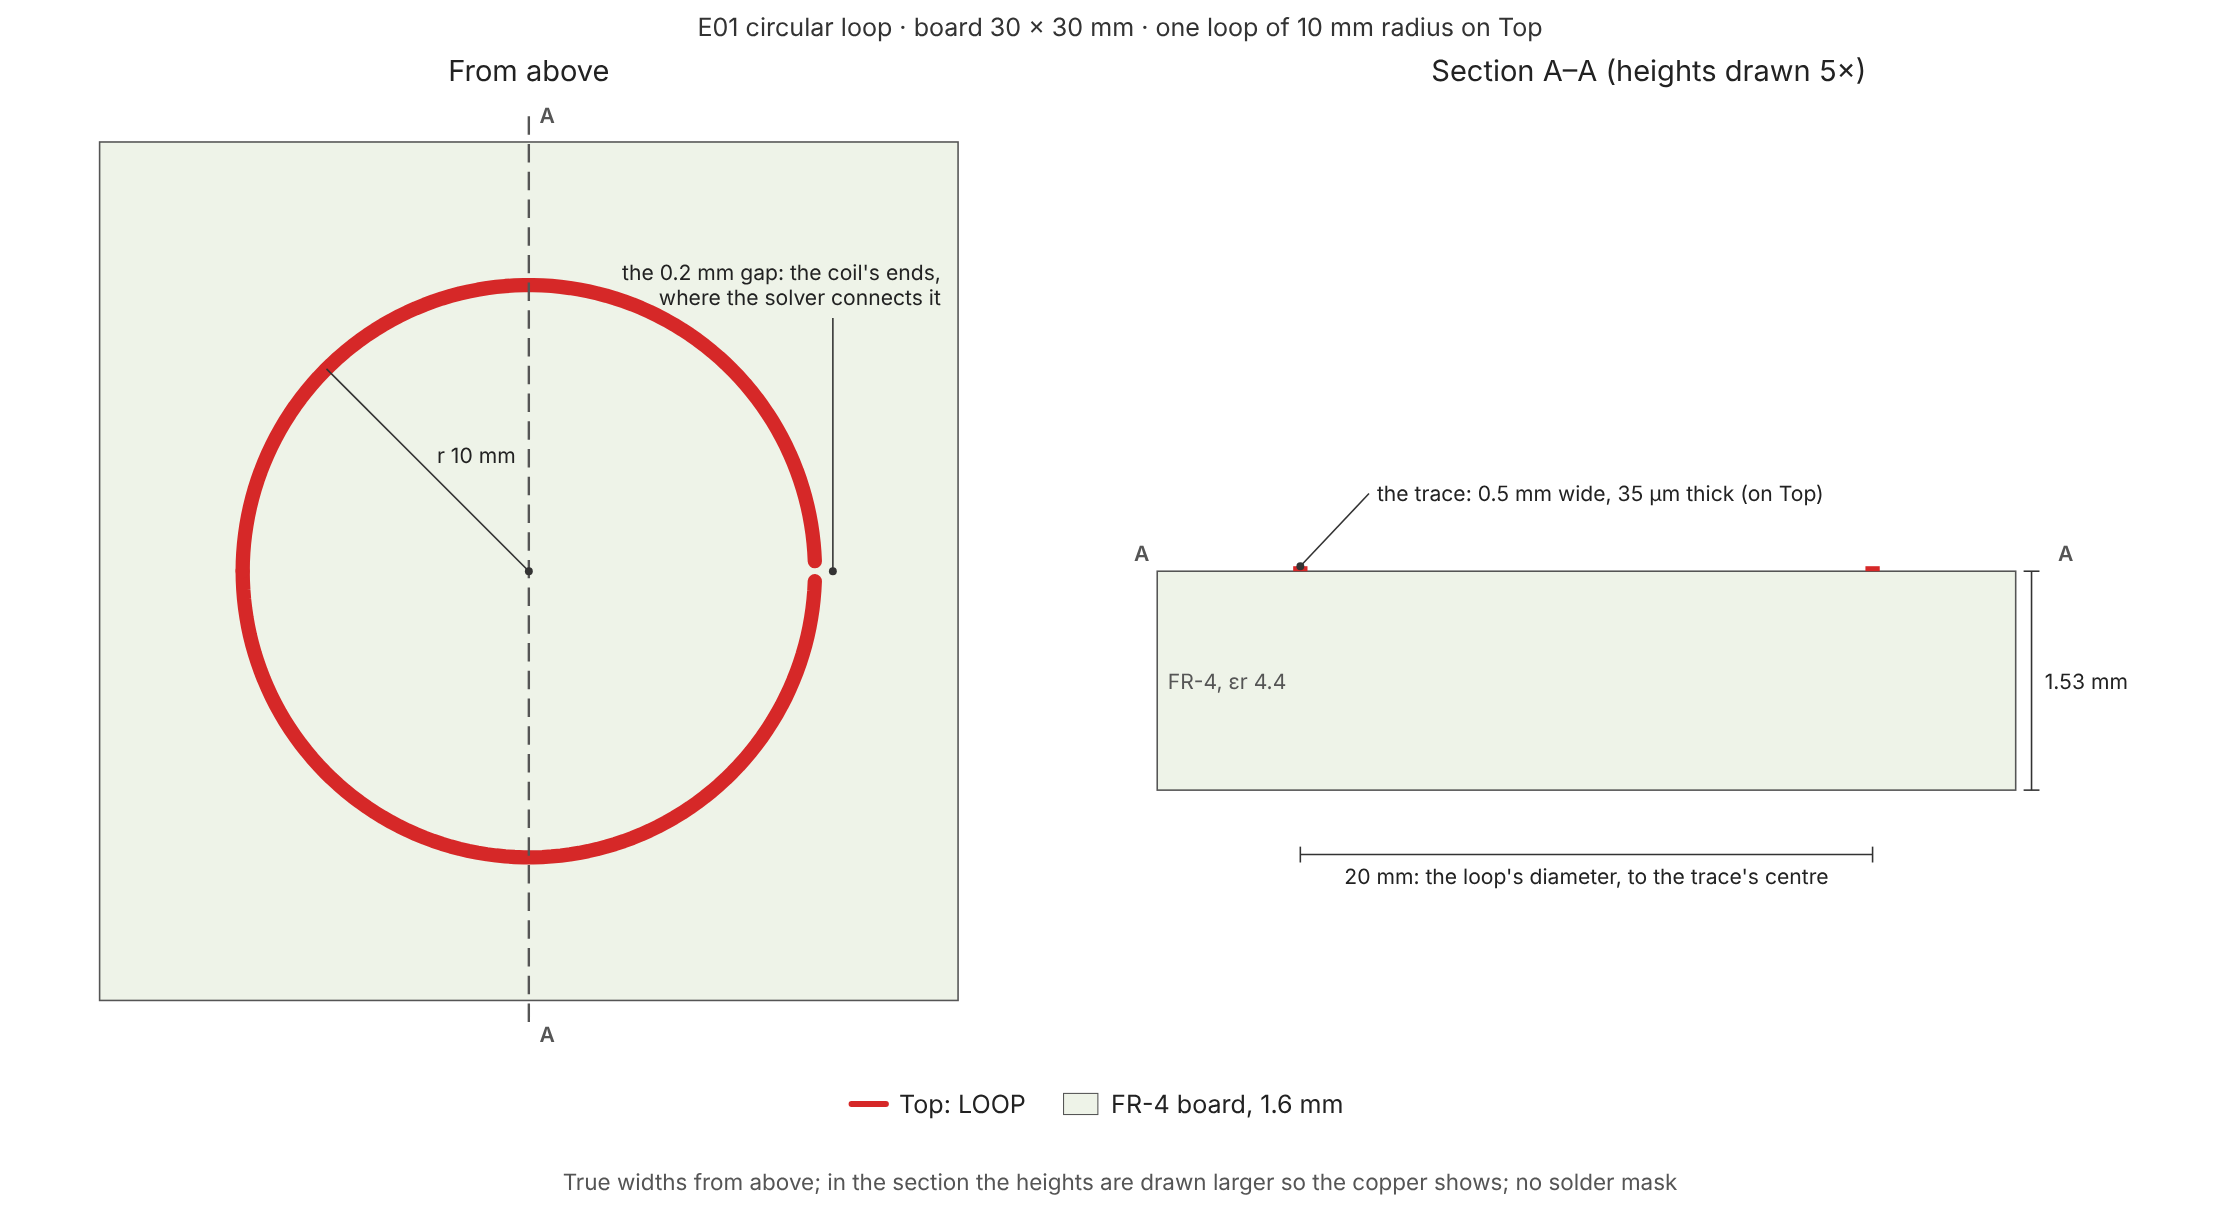 E01 circular loop · board 30 × 30 mm · one loop of 10 mm radius on Top
From above
Section A–A (heights drawn 5×)
A
the 0.2 mm gap: the coil's ends,
where the solver connects it
r 10 mm
A
the trace: 0.5 mm wide, 35 µm thick (on Top)
A
A
FR-4, εr 4.4
1.53 mm
20 mm: the loop's diameter, to the trace's centre
Top: LOOP
FR-4 board, 1.6 mm
True widths from above; in the section the heights are drawn larger so the copper shows; no solder mask